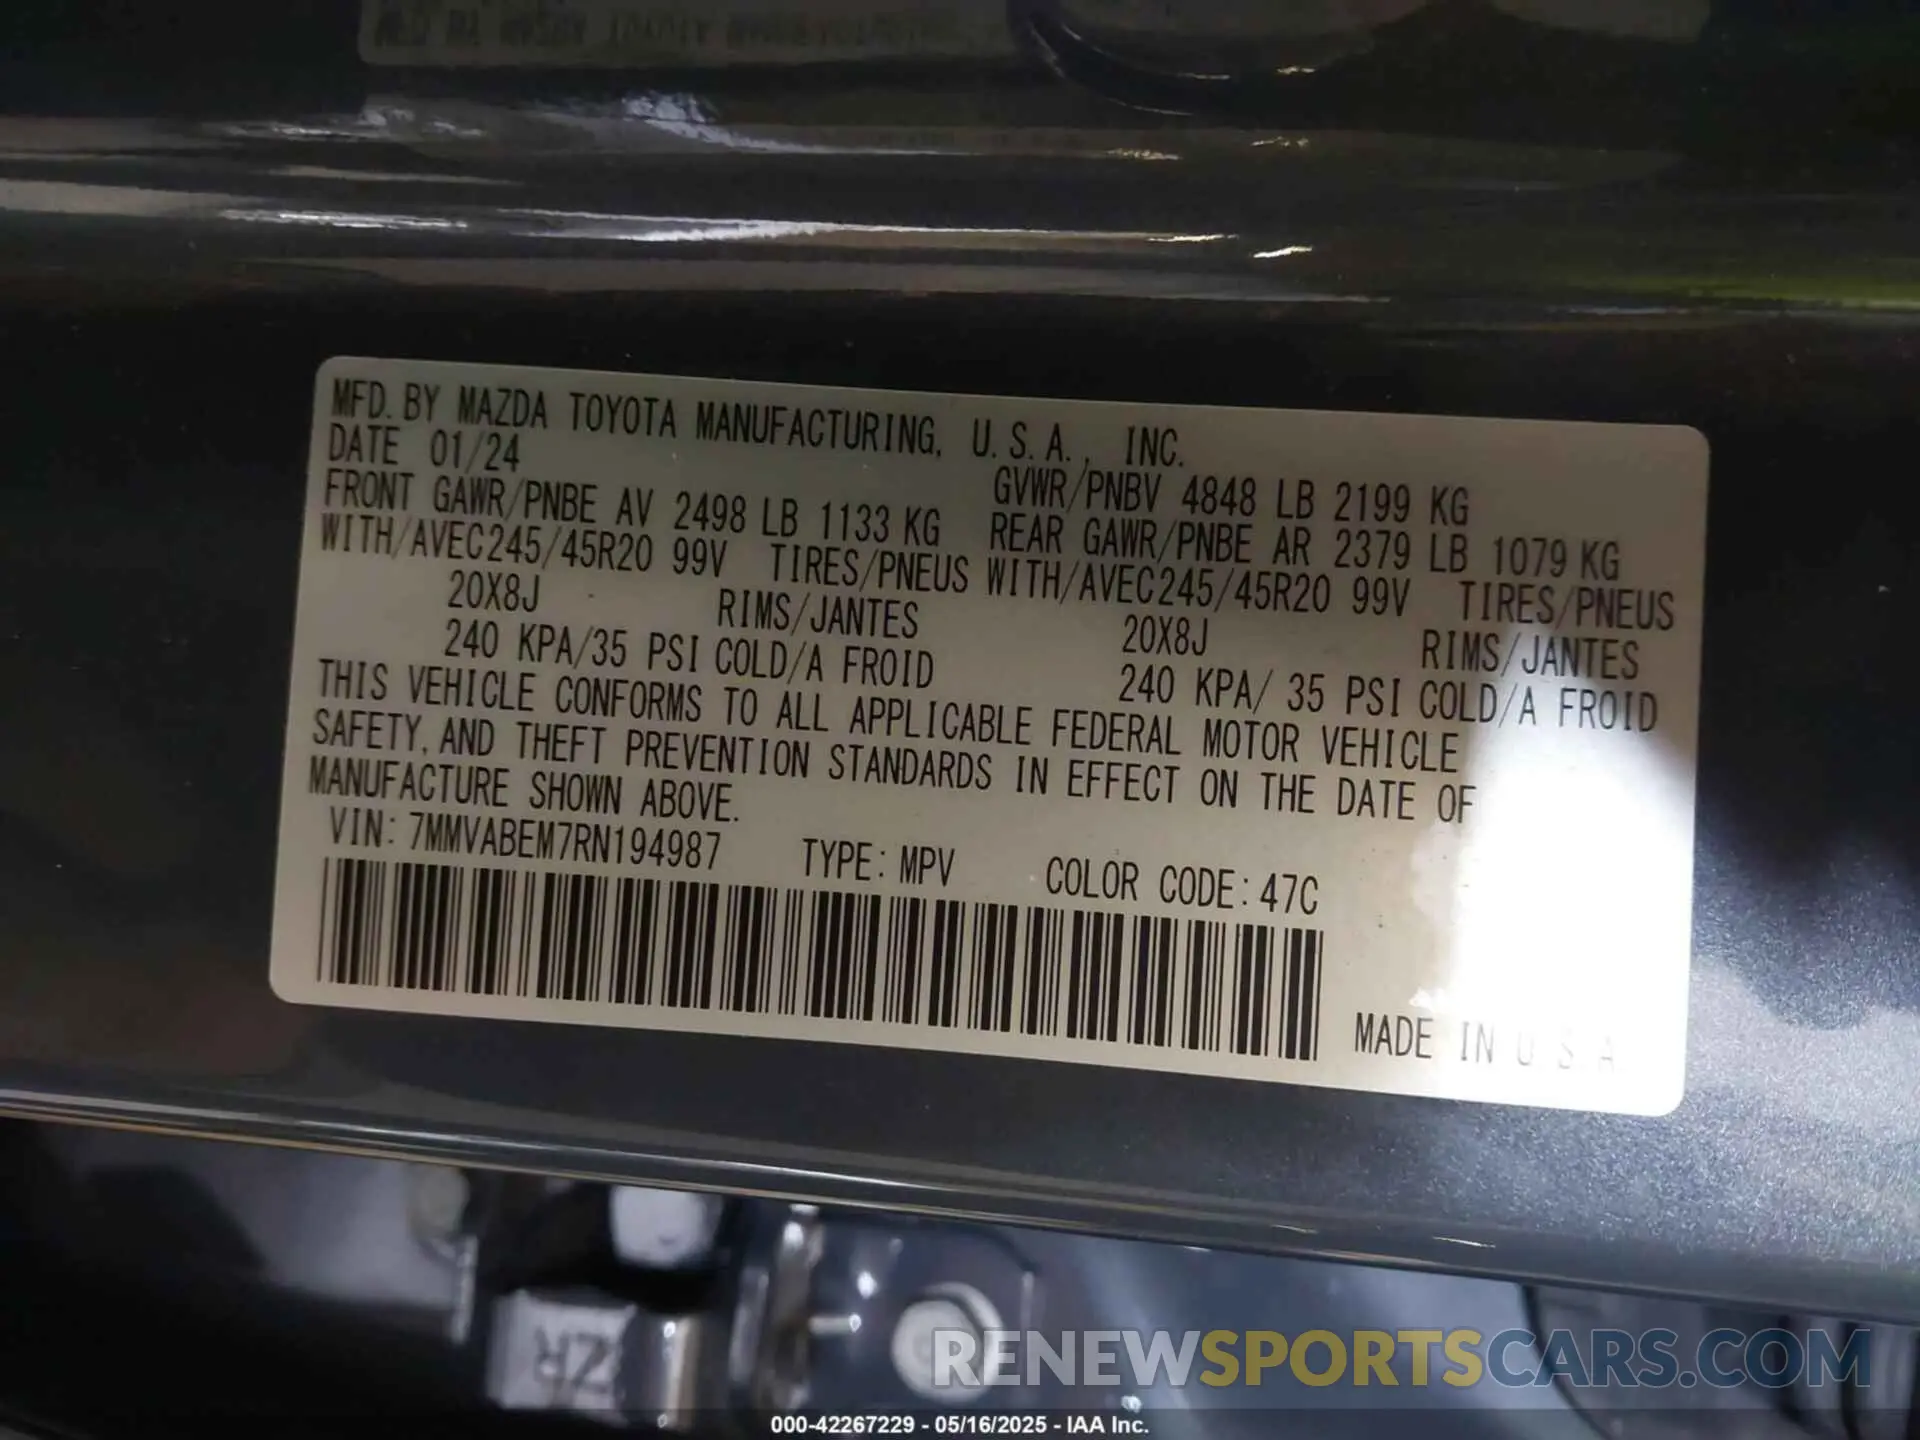 MFD. BY MAZDA TOYOTA MANUFACTURING, U.S.A., INC.
DATE 01/24
GVWR/PNBV 4848 LB 2199 KG
FRONT GAWR/PNBE AV 2498 LB 1133 KG REAR GAWR/PNBE AR 2379 LB 1079 KG
WITH/AVEC245/45R20 99V TIRES/PNEUS WITH/AVEC245/45R20 99V TIRES/PNEUS
20X8J RIMS/JANTES 20X8J RIMS/JANTES
240 KPA/35 PSI COLD/A FROID 240 KPA/ 35 PSI COLD/A FROID
THIS VEHICLE CONFORMS TO ALL APPLICABLE FEDERAL MOTOR VEHICLE
SAFETY, AND THEFT PREVENTION STANDARDS IN EFFECT ON THE DATE OF
MANUFACTURE SHOWN ABOVE.
VIN: 7MMVABEM7RN194987 TYPE: MPV COLOR CODE: 47C
MADE IN U.S.A.
ZR
RENEWSPORTSCARS.COM
000-42267229 - 05/16/2025 - IAA Inc.